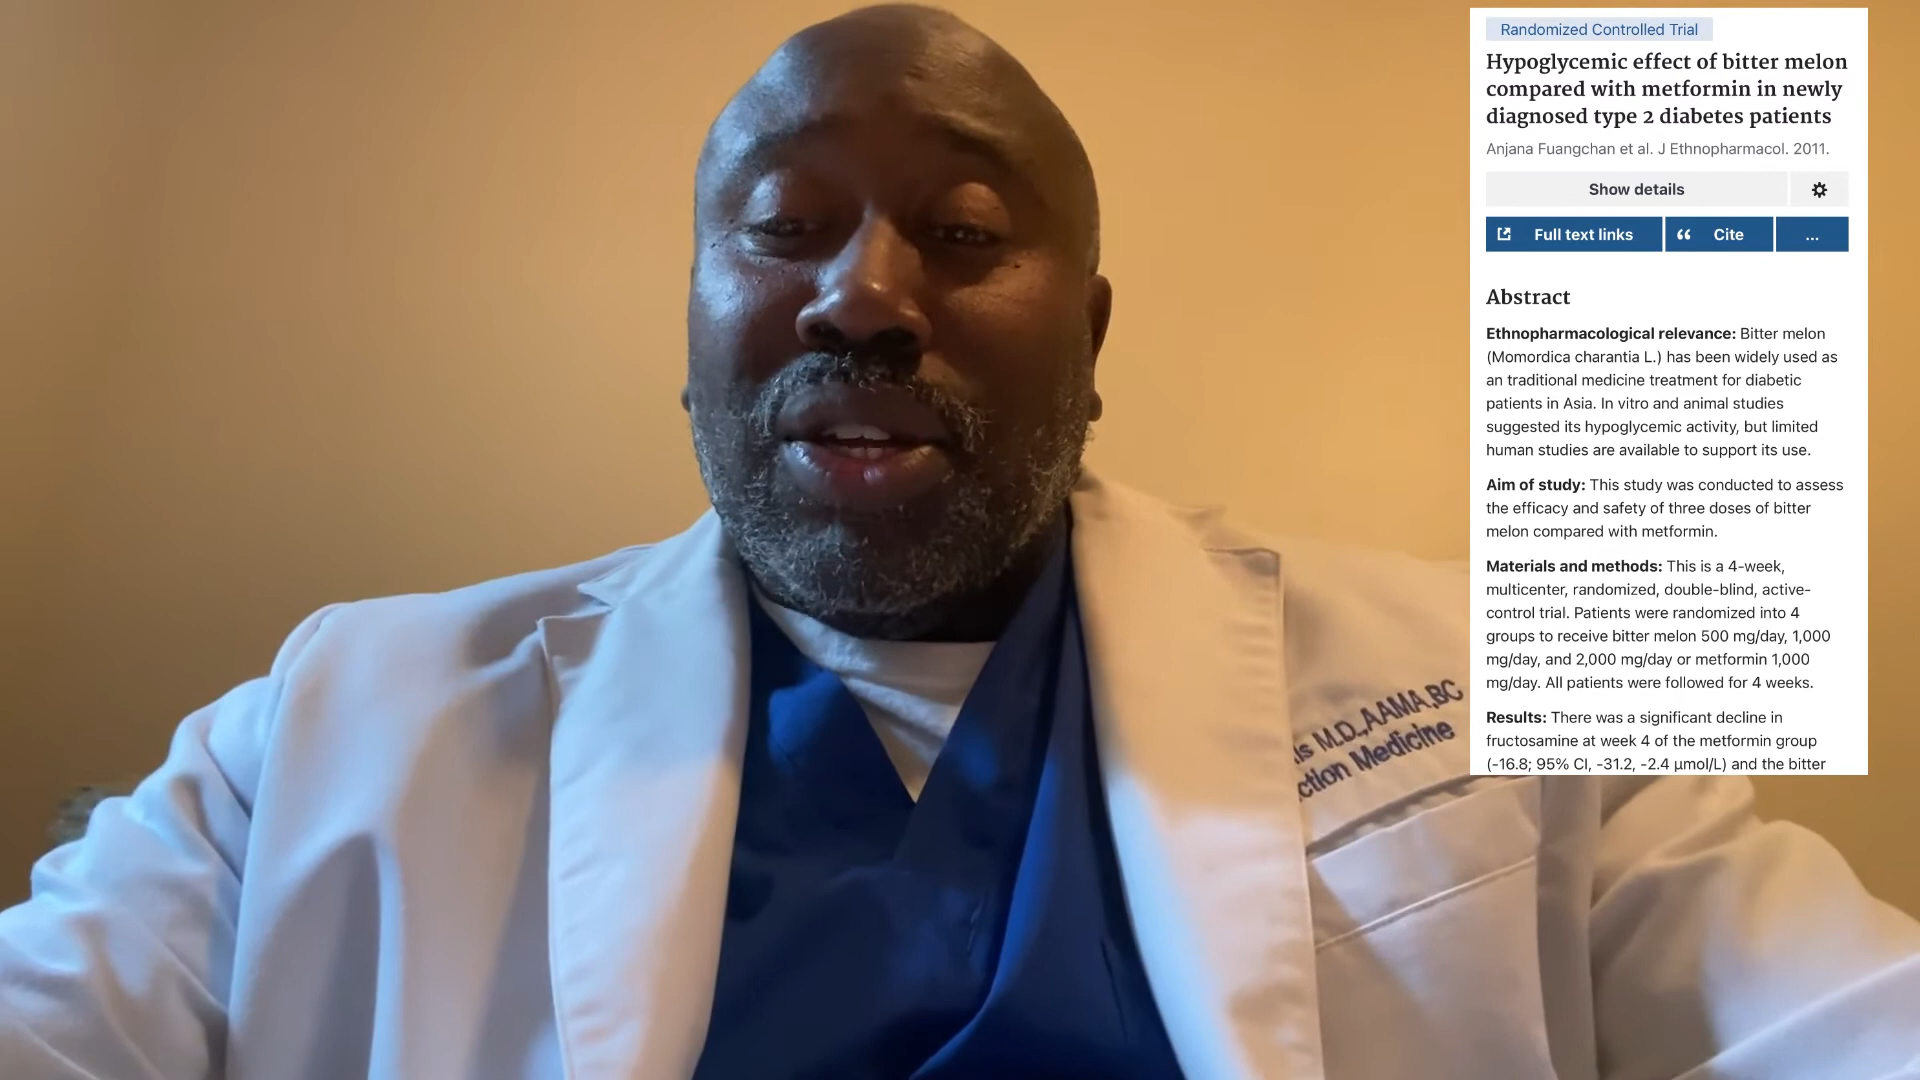 Randomized Controlled Trial
Hypoglycemic effect of bitter melon
compared with metformin in newly
diagnosed type 2 diabetes patients
Anjana Fuangchan et al. J Ethnopharmacol. 2011.
Show details
Full text links
Cite
...
Abstract
Ethnopharmacological relevance: Bitter melon
(Momordica charantia L.) has been widely used as
an traditional medicine treatment for diabetic
patients in Asia. In vitro and animal studies
suggested its hypoglycemic activity, but limited
human studies are available to support its use.
Aim of study: This study was conducted to assess
the efficacy and safety of three doses of bitter
melon compared with metformin.
Materials and methods: This is a 4-week,
multicenter, randomized, double-blind, active-
control trial. Patients were randomized into 4
groups to receive bitter melon 500 mg/day, 1,000
mg/day, and 2,000 mg/day or metformin 1,000
mg/day. All patients were followed for 4 weeks.
Results: There was a significant decline in
fructosamine at week 4 of the metformin group
(-16.8; 95% CI, -31.2, -2.4 μmol/L) and the bitter
M.D.,AAMA,BC
Medicine